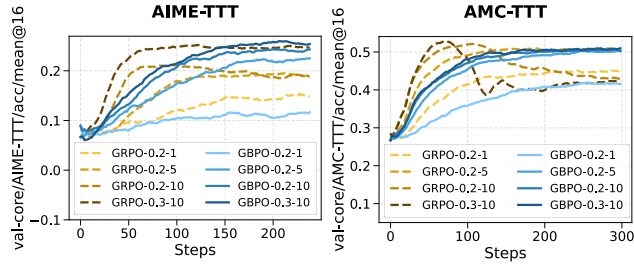 AIME-TTT
val-core/AIME-TTT/acc/mean@16
0.2
0.1
0.0
−0.1
GRPO-0.2-1
GRPO-0.2-5
GRPO-0.2-10
GRPO-0.3-10
GBPO-0.2-1
GBPO-0.2-5
GBPO-0.2-10
GBPO-0.3-10
0 50 100 150 200
Steps
AMC-TTT
val-core/AMC-TTT/acc/mean@16
0.5
0.4
0.3
0.2
0.1
GRPO-0.2-1
GRPO-0.2-5
GRPO-0.2-10
GRPO-0.3-10
GBPO-0.2-1
GBPO-0.2-5
GBPO-0.2-10
GBPO-0.3-10
0 100 200 300
Steps